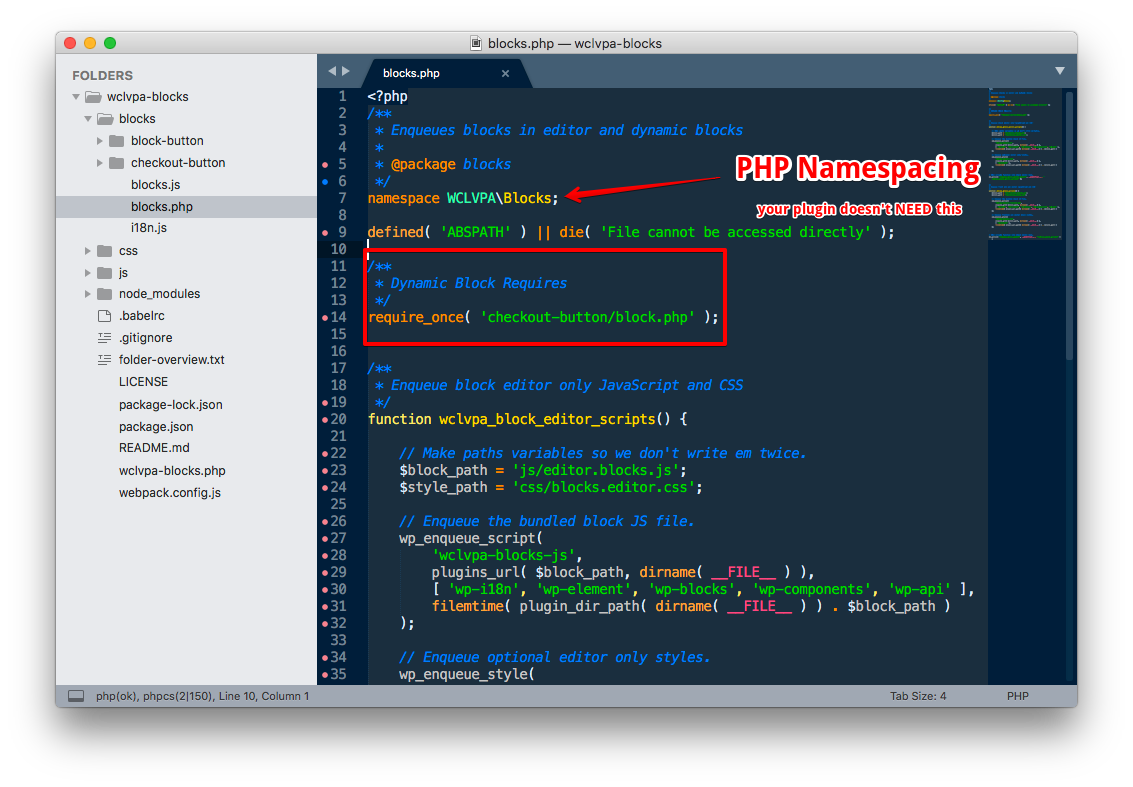 blocks.php — wclvpa-blocks
FOLDERS
wclvpa-blocks
blocks
block-button
checkout-button
blocks.js
blocks.php
i18n.js
css
js
node_modules
.babelrc
.gitignore
folder-overview.txt
LICENSE
package-lock.json
package.json
README.md
wclvpa-blocks.php
webpack.config.js
blocks.php ×
1 <?php
2 /**
3  * Enqueues blocks in editor and dynamic blocks
4  *
5  * @package blocks
6  */
7 namespace WCLVPA\Blocks;
8
9 defined( 'ABSPATH' ) || die( 'File cannot be accessed directly' );
10
11 /**
12  * Dynamic Block Requires
13  */
14 require_once( 'checkout-button/block.php' );
15
16
17 /**
18  * Enqueue block editor only JavaScript and CSS
19  */
20 function wclvpa_block_editor_scripts() {
21
22     // Make paths variables so we don't write em twice.
23     $block_path = 'js/editor.blocks.js';
24     $style_path = 'css/blocks.editor.css';
25
26     // Enqueue the bundled block JS file.
27     wp_enqueue_script(
28         'wclvpa-blocks-js',
29         plugins_url( $block_path, dirname( __FILE__ ) ),
30         [ 'wp-i18n', 'wp-element', 'wp-blocks', 'wp-components', 'wp-api' ],
31         filemtime( plugin_dir_path( dirname( __FILE__ ) ) . $block_path )
32     );
33
34     // Enqueue optional editor only styles.
35     wp_enqueue_style(
PHP Namespacing
your plugin doesn't NEED this
php(ok), phpcs(2|150), Line 10, Column 1
Tab Size: 4
PHP